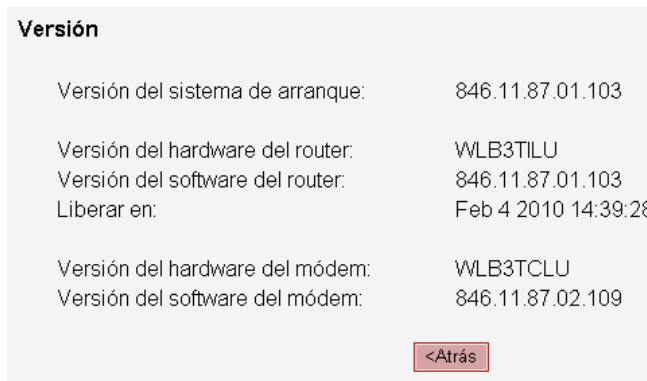 Versión
Versión del sistema de arranque: 846.11.87.01.103
Versión del hardware del router: WLB3TILU
Versión del software del router: 846.11.87.01.103
Liberar en: Feb 4 2010 14:39:28
Versión del hardware del módem: WLB3TCLU
Versión del software del módem: 846.11.87.02.109
<Atrás